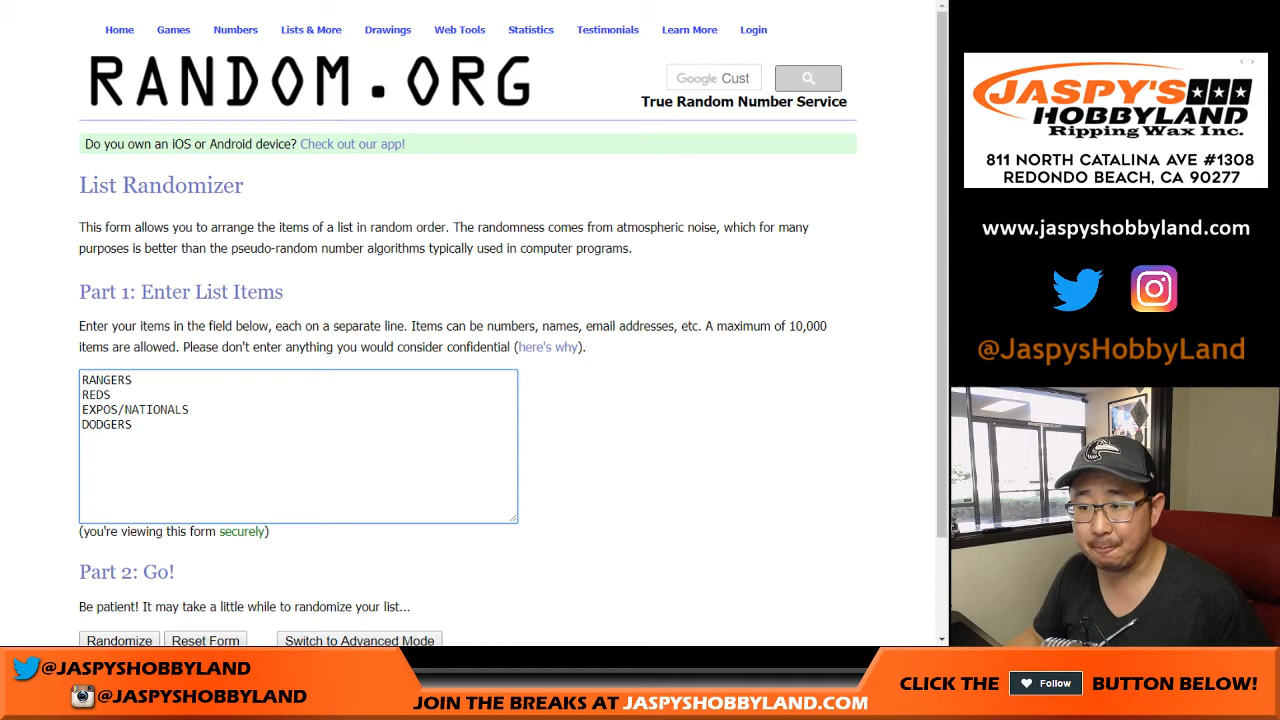 Home Games Numbers Lists & More Drawings Web Tools Statistics Testimonials Learn More Login
RANDOM.ORG
Google Cust
True Random Number Service
Do you own an iOS or Android device? Check out our app!
List Randomizer
This form allows you to arrange the items of a list in random order. The randomness comes from atmospheric noise, which for many
purposes is better than the pseudo-random number algorithms typically used in computer programs.
Part 1: Enter List Items
Enter your items in the field below, each on a separate line. Items can be numbers, names, email addresses, etc. A maximum of 10,000
items are allowed. Please don't enter anything you would consider confidential (here's why).
RANGERS
REDS
EXPOS/NATIONALS
DODGERS
(you're viewing this form securely)
Part 2: Go!
Be patient! It may take a little while to randomize your list...
Randomize Reset Form Switch to Advanced Mode
JASPY'S
HOBBYLAND
Ripping Wax Inc.
811 NORTH CATALINA AVE #1308
REDONDO BEACH, CA 90277
www.jaspyshobbyland.com
@JaspysHobbyLand
@JASPYSHOBBYLAND
@JASPYSHOBBYLAND
JOIN THE BREAKS AT JASPYSHOBBYLAND.COM
CLICK THE Follow BUTTON BELOW!